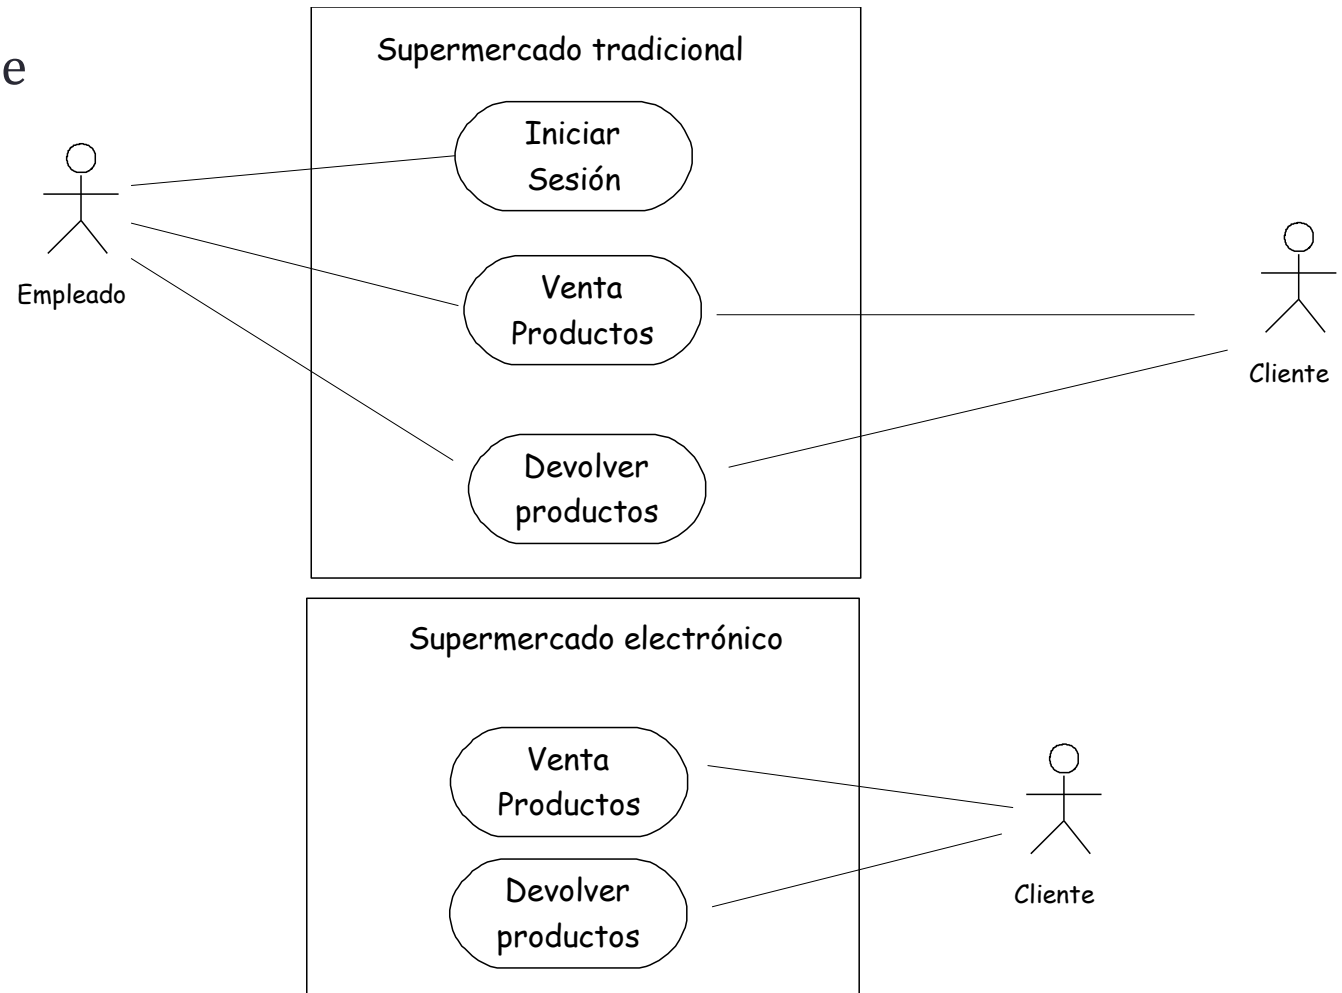 e
Supermercado tradicional
Iniciar
Sesión
Empleado
Venta
Productos
Cliente
Devolver
productos
Supermercado electrónico
Venta
Productos
Devolver
productos
Cliente